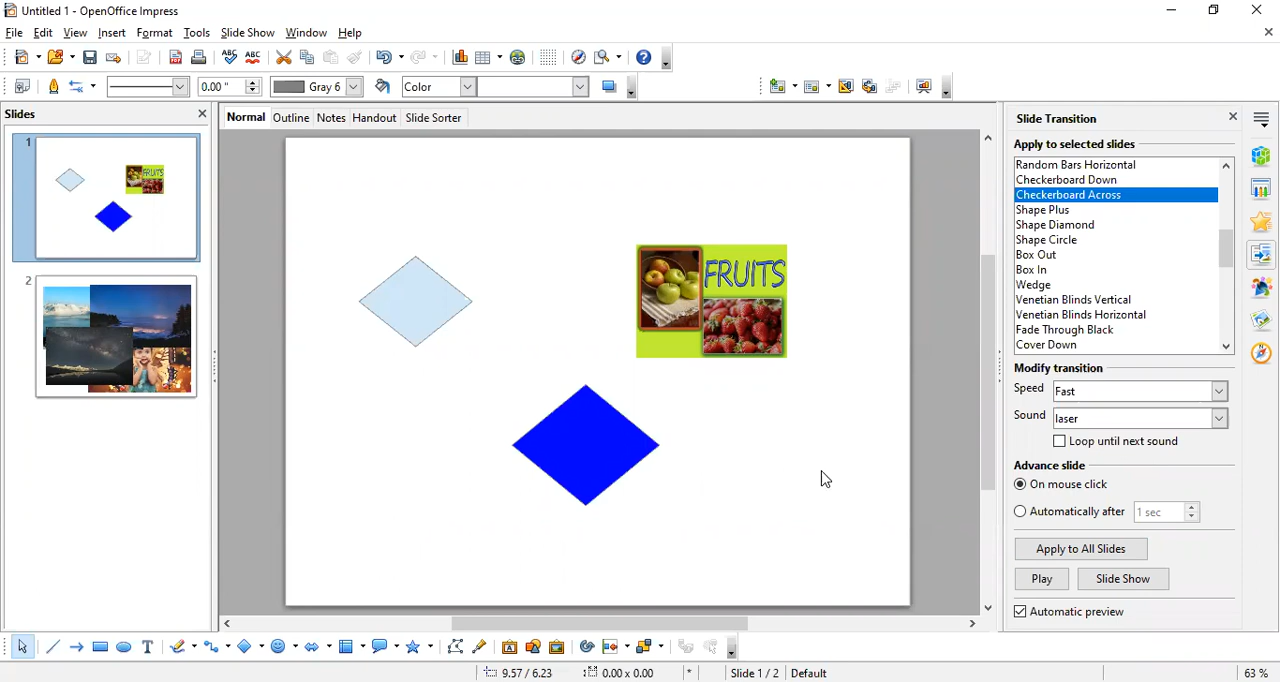 Untitled 1 - OpenOffice Impress
File Edit View Insert Format Tools Slide Show Window Help
0.00 " Gray 6 Color
Slides
Normal Outline Notes Handout Slide Sorter
Slide Transition
Apply to selected slides
Random Bars Horizontal
Checkerboard Down
Checkerboard Across
Shape Plus
Shape Diamond
Shape Circle
Box Out
Box In
Wedge
Venetian Blinds Vertical
Venetian Blinds Horizontal
Fade Through Black
Cover Down
1
FRUITS
2
FRUITS
Modify transition
Speed Fast
Sound laser
Loop until next sound
Advance slide
On mouse click
Automatically after 1 sec
Apply to All Slides
Play Slide Show
Automatic preview
9.57 / 6.23 0.00 x 0.00 * Slide 1 / 2 Default 63 %